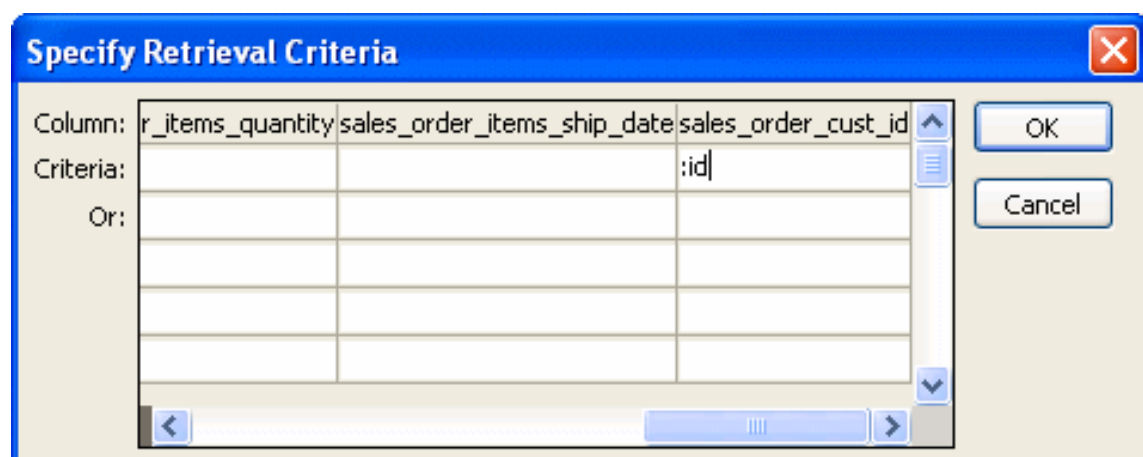 Specify Retrieval Criteria
Column: r_items_quantity sales_order_items_ship_date sales_order_cust_id OK
Criteria: :id
Or: Cancel